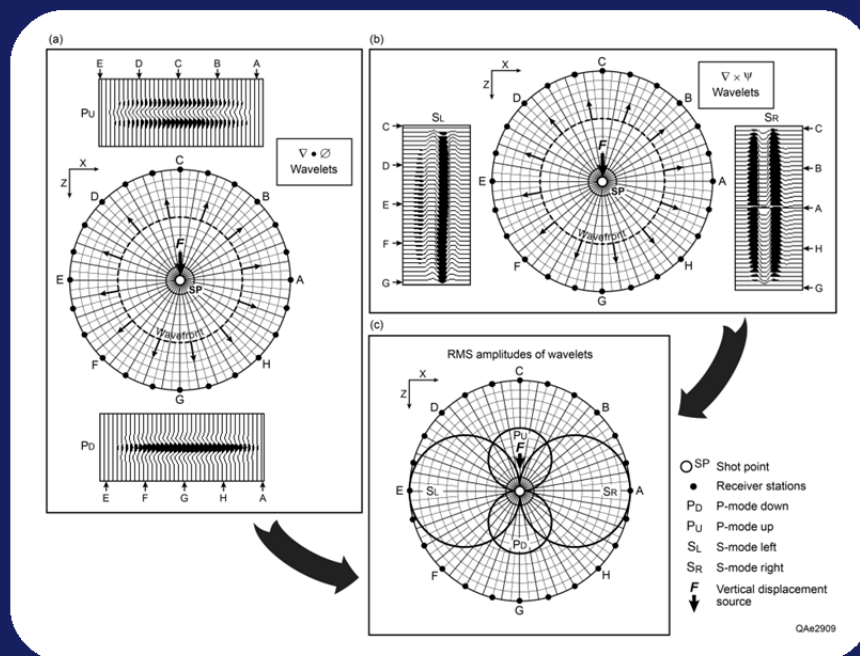 (a)
E D C B A
PU
∇ • ∅
Wavelets
X
Z
C
D B
F
SP
E A
Wavefront
F H
G
PD
E F G H A
(b)
X
Z
C
∇ × Ψ
Wavelets
SL
SR
C
D
E
F
G
D B
F
SP
E A
Wavefront
F H
G
C
B
A
H
G
(c)
RMS amplitudes of wavelets
X
Z
C
D B
PU
F
E SL SR A
PD
F H
G
SP Shot point
Receiver stations
PD P-mode down
PU P-mode up
SL S-mode left
SR S-mode right
F Vertical displacement
source
QAe2909